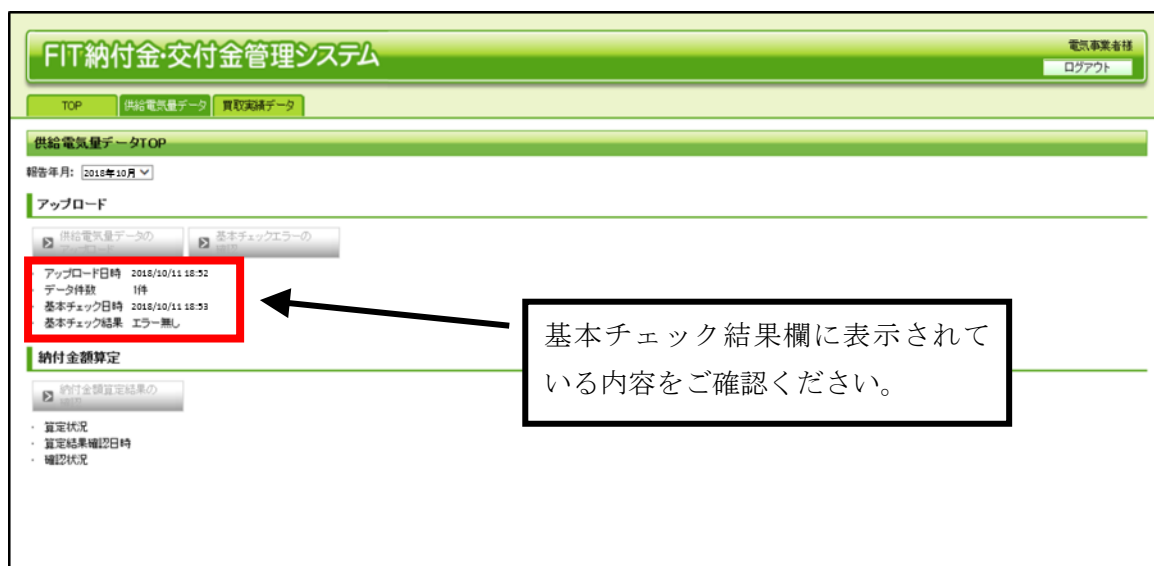 FIT納付金・交付金管理システム
電気事業者様
ログアウト
TOP
供給電気量データ
買取実績データ
供給電気量データTOP
報告年月: 2018年10月
アップロード
供給電気量データの
アップロード
基本チェックエラーの
確認
・ アップロード日時 2018/10/11 18:52
・ データ件数 1件
・ 基本チェック日時 2018/10/11 18:53
・ 基本チェック結果 エラー無し
基本チェック結果欄に表示されて
いる内容をご確認ください。
納付金額算定
納付金額算定結果の
確認
・ 算定状況
・ 算定結果確認日時
・ 確認状況